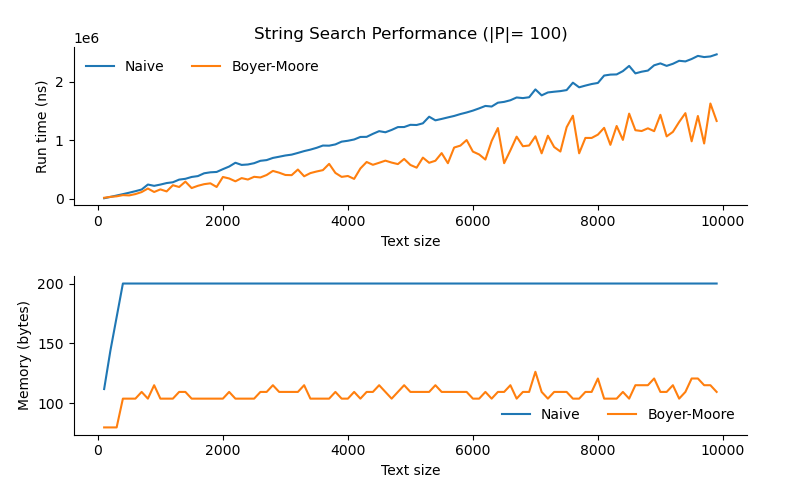 String Search Performance (|P|= 100)
1e6
Naive
Boyer-Moore
Run time (ns)
2
1
0
0 2000 4000 6000 8000 10000
Text size
Memory (bytes)
200
150
100
Naive
Boyer-Moore
0 2000 4000 6000 8000 10000
Text size